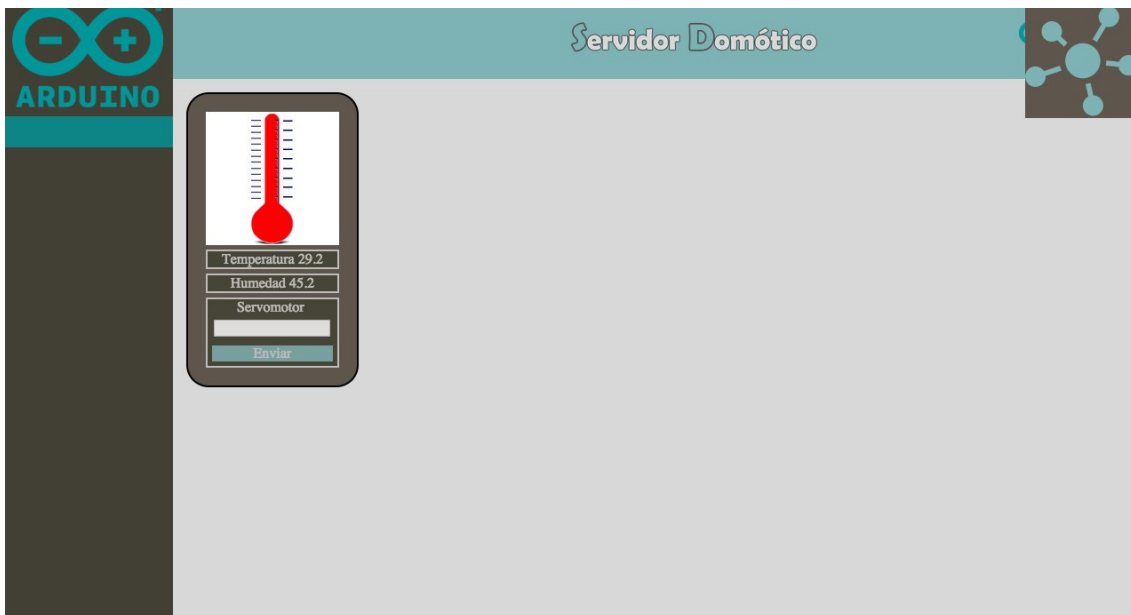 Servidor Domótico
ARDUINO
Temperatura 29.2
Humedad 45.2
Servomotor
Enviar